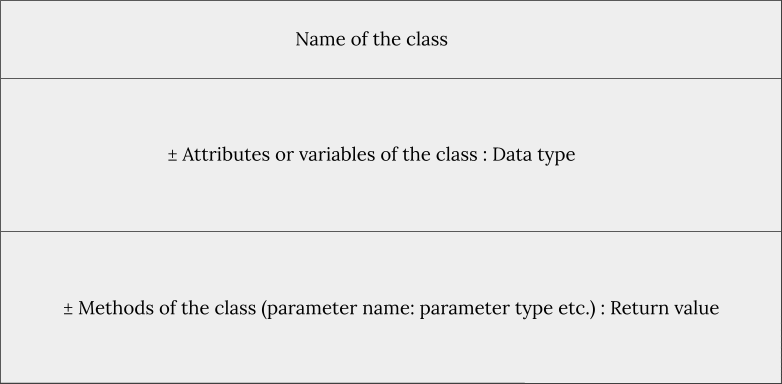 Name of the class
± Attributes or variables of the class : Data type
± Methods of the class (parameter name: parameter type etc.) : Return value